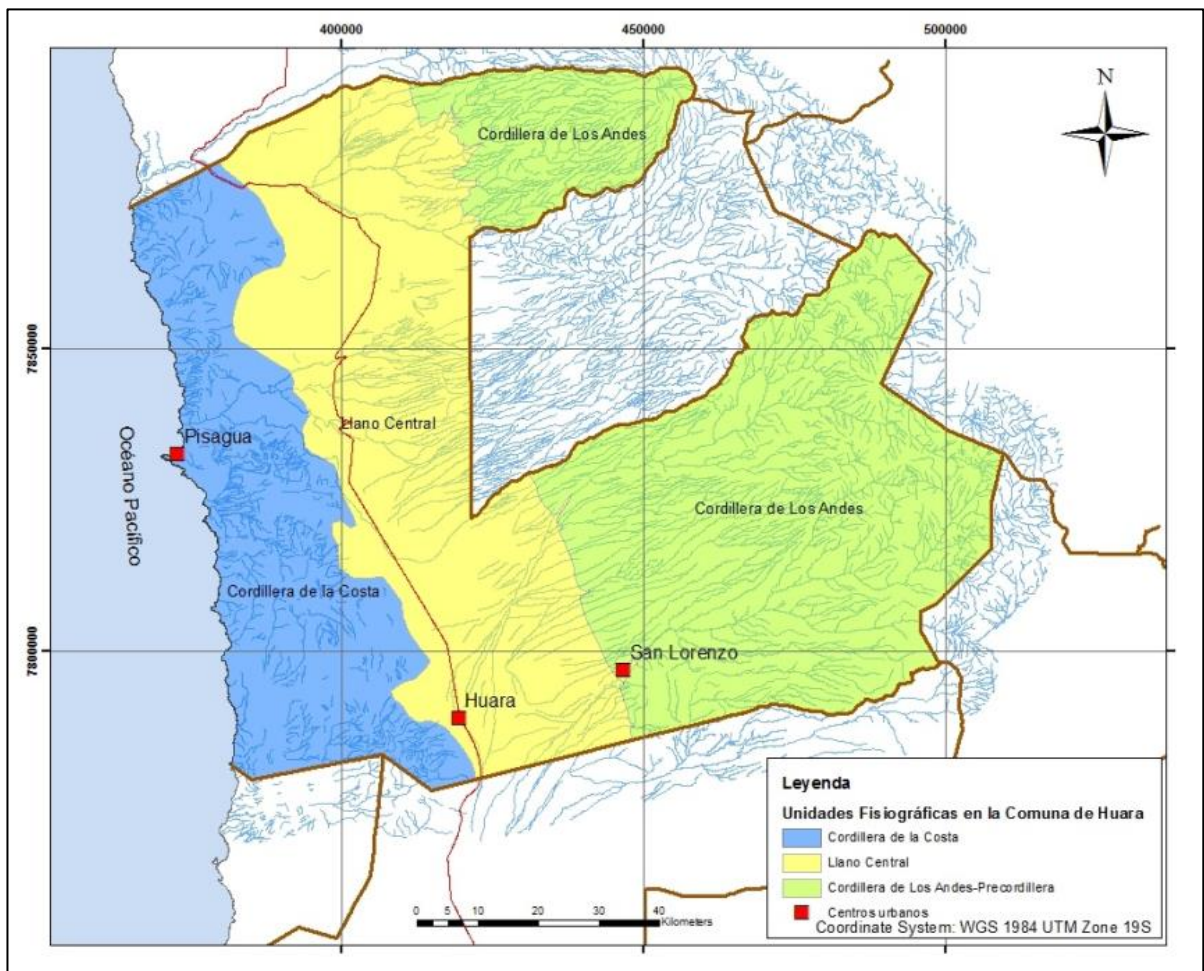 400000
450000
500000
N
Cordillera de Los Andes
7850000
Llano Central
Pisagua
Océano Pacífico
Cordillera de Los Andes
Cordillera de la Costa
7800000
San Lorenzo
Huara
Leyenda
Unidades Fisiográficas en la Comuna de Huara
Cordillera de la Costa
Llano Central
Cordillera de Los Andes-Precordillera
Centros urbanos
Coordinate System: WGS 1984 UTM Zone 19S
0 5 10 20 30 40
Kilometers